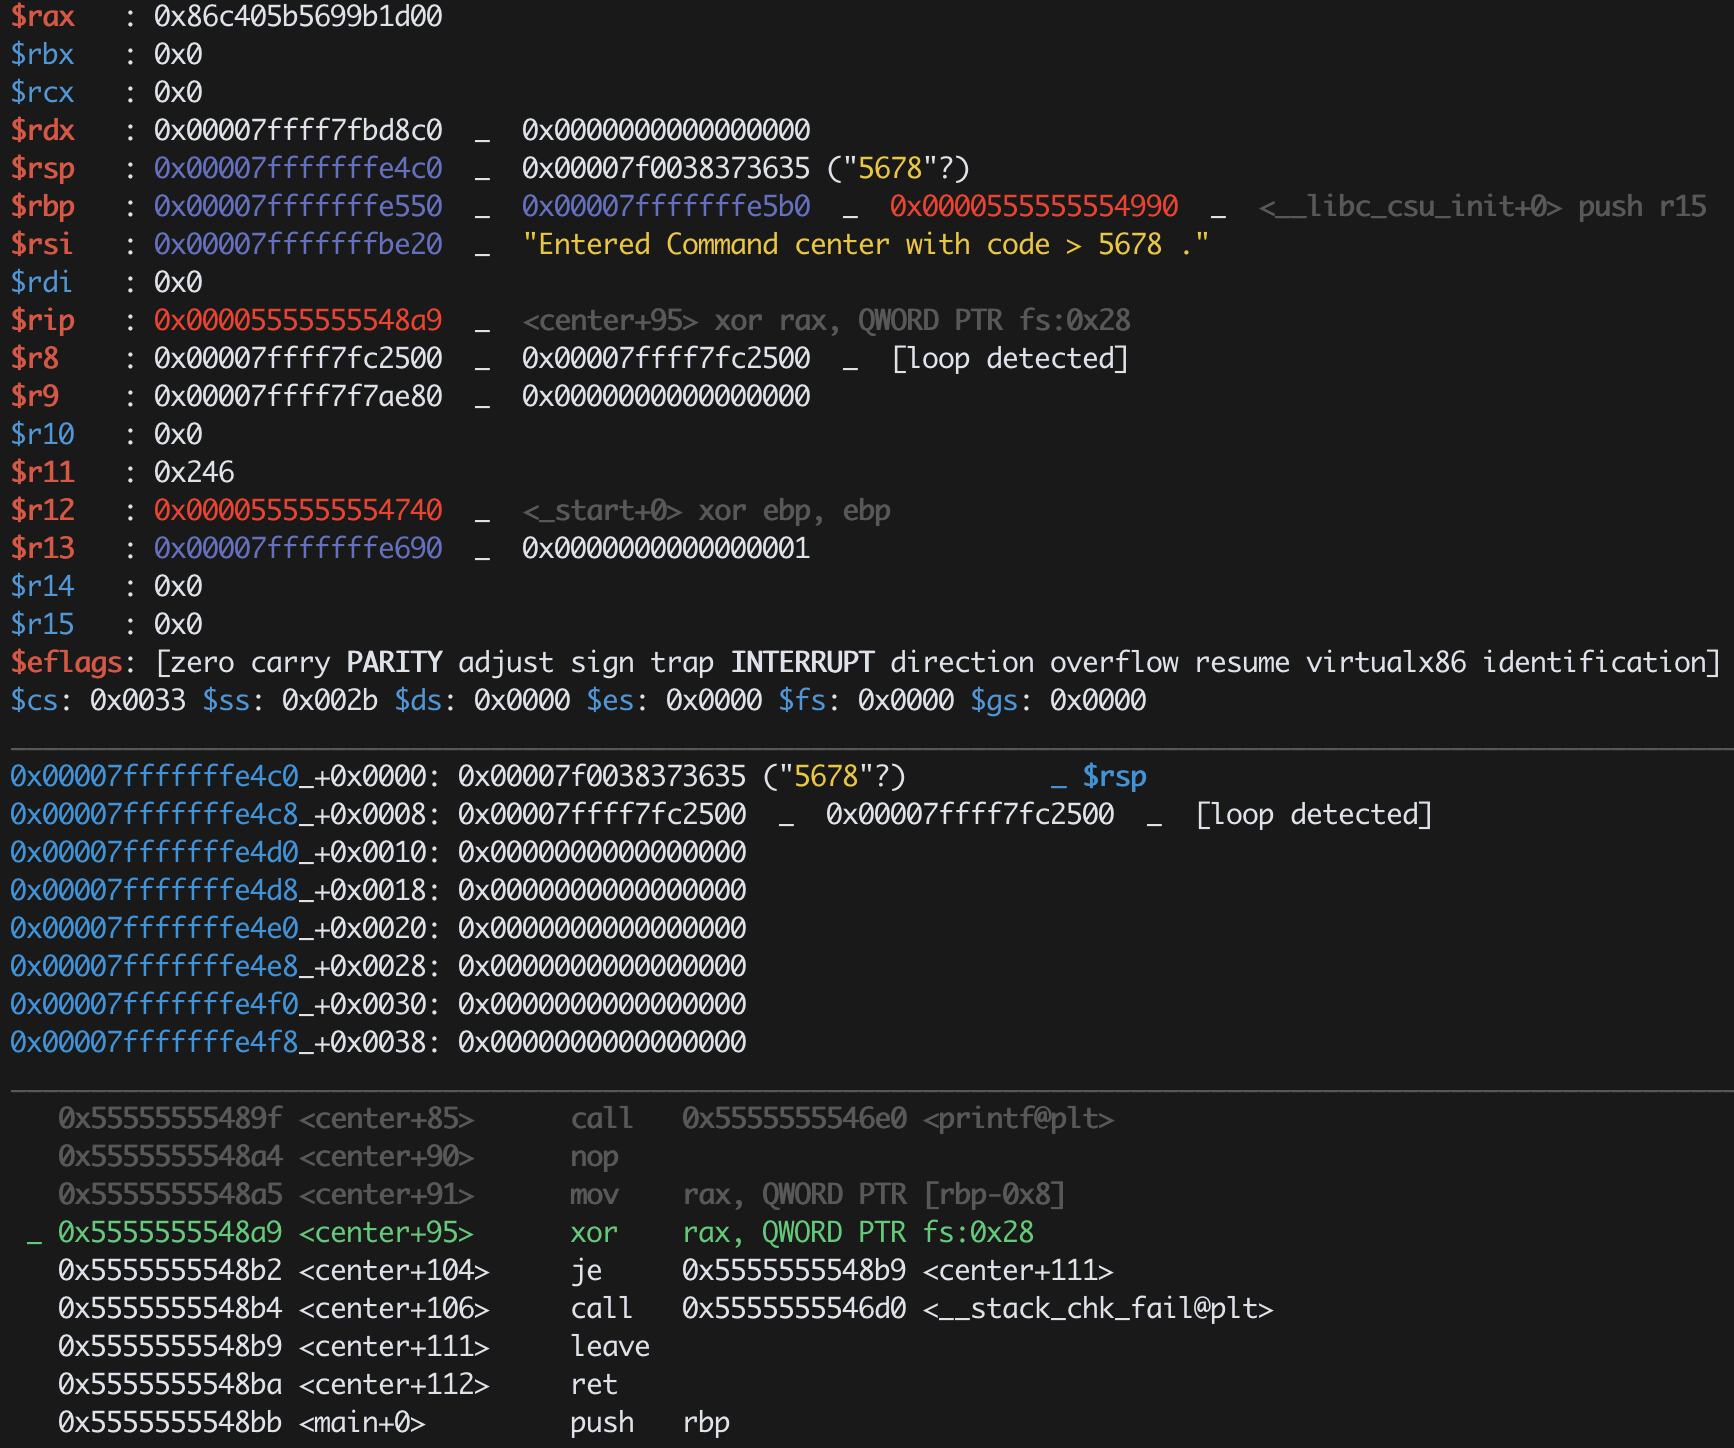 $rax   : 0x86c405b5699b1d00
$rbx   : 0x0
$rcx   : 0x0
$rdx   : 0x00007ffff7fbd8c0  _  0x0000000000000000
$rsp   : 0x00007fffffffe4c0  _  0x00007f0038373635 ("5678"?)
$rbp   : 0x00007fffffffe550  _  0x00007fffffffe5b0  _  0x0000555555554990  _  <__libc_csu_init+0> push r15
$rsi   : 0x00007fffffffbe20  _  "Entered Command center with code > 5678 ."
$rdi   : 0x0
$rip   : 0x00005555555548a9  _  <center+95> xor rax, QWORD PTR fs:0x28
$r8    : 0x00007ffff7fc2500  _  0x00007ffff7fc2500  _  [loop detected]
$r9    : 0x00007ffff7f7ae80  _  0x0000000000000000
$r10   : 0x0
$r11   : 0x246
$r12   : 0x0000555555554740  _  <_start+0> xor ebp, ebp
$r13   : 0x00007fffffffe690  _  0x0000000000000001
$r14   : 0x0
$r15   : 0x0
$eflags: [zero carry PARITY adjust sign trap INTERRUPT direction overflow resume virtualx86 identification]
$cs: 0x0033 $ss: 0x002b $ds: 0x0000 $es: 0x0000 $fs: 0x0000 $gs: 0x0000
0x00007fffffffe4c0_+0x0000: 0x00007f0038373635 ("5678"?)         _ $rsp
0x00007fffffffe4c8_+0x0008: 0x00007ffff7fc2500  _  0x00007ffff7fc2500  _  [loop detected]
0x00007fffffffe4d0_+0x0010: 0x0000000000000000
0x00007fffffffe4d8_+0x0018: 0x0000000000000000
0x00007fffffffe4e0_+0x0020: 0x0000000000000000
0x00007fffffffe4e8_+0x0028: 0x0000000000000000
0x00007fffffffe4f0_+0x0030: 0x0000000000000000
0x00007fffffffe4f8_+0x0038: 0x0000000000000000
   0x55555555489f <center+85>      call   0x5555555546e0 <printf@plt>
   0x5555555548a4 <center+90>      nop
   0x5555555548a5 <center+91>      mov    rax, QWORD PTR [rbp-0x8]
 _ 0x5555555548a9 <center+95>      xor    rax, QWORD PTR fs:0x28
   0x5555555548b2 <center+104>     je     0x5555555548b9 <center+111>
   0x5555555548b4 <center+106>     call   0x5555555546d0 <__stack_chk_fail@plt>
   0x5555555548b9 <center+111>     leave
   0x5555555548ba <center+112>     ret
   0x5555555548bb <main+0>         push   rbp